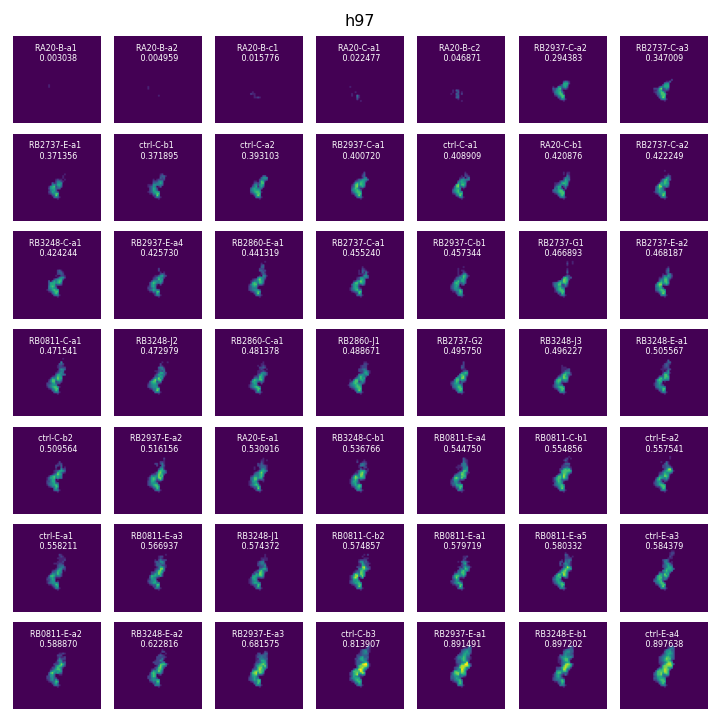 h97
RA20-B-a1
0.003038
RA20-B-a2
0.004959
RA20-B-c1
0.015776
RA20-C-a1
0.022477
RA20-B-c2
0.046871
RB2937-C-a2
0.294383
RB2737-C-a3
0.347009
RB2737-E-a1
0.371356
ctrl-C-b1
0.371895
ctrl-C-a2
0.393103
RB2937-C-a1
0.400720
ctrl-C-a1
0.408909
RA20-C-b1
0.420876
RB2737-C-a2
0.422249
RB3248-C-a1
0.424244
RB2937-E-a4
0.425730
RB2860-E-a1
0.441319
RB2737-C-a1
0.455240
RB2937-C-b1
0.457344
RB2737-G1
0.466893
RB2737-E-a2
0.468187
RB0811-C-a1
0.471541
RB3248-J2
0.472979
RB2860-C-a1
0.481378
RB2860-J1
0.488671
RB2737-G2
0.495750
RB3248-J3
0.496227
RB3248-E-a1
0.505567
ctrl-C-b2
0.509564
RB2937-E-a2
0.516156
RA20-E-a1
0.530916
RB3248-C-b1
0.536766
RB0811-E-a4
0.544750
RB0811-C-b1
0.554856
ctrl-E-a2
0.557541
ctrl-E-a1
0.558211
RB0811-E-a3
0.566937
RB3248-J1
0.574372
RB0811-C-b2
0.574857
RB0811-E-a1
0.579719
RB0811-E-a5
0.580332
ctrl-E-a3
0.584379
RB0811-E-a2
0.588870
RB3248-E-a2
0.622816
RB2937-E-a3
0.681575
ctrl-C-b3
0.813907
RB2937-E-a1
0.891491
RB3248-E-b1
0.897202
ctrl-E-a4
0.897638